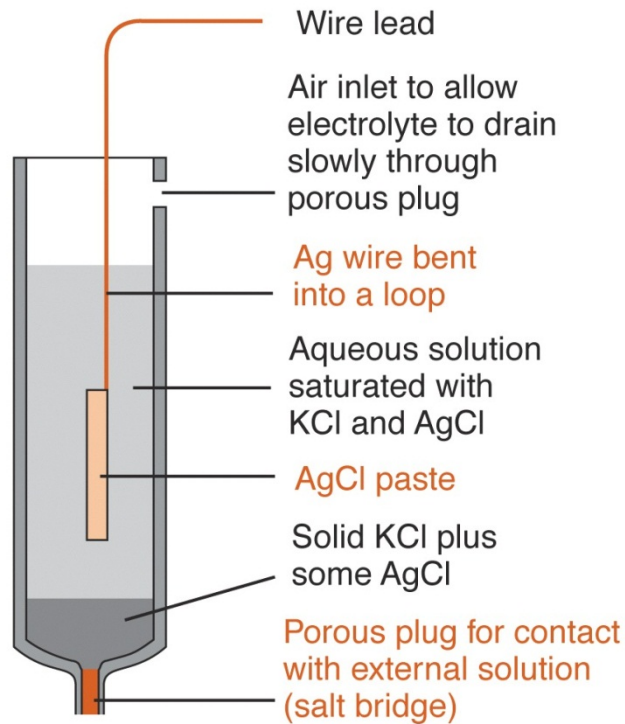 Wire lead
Air inlet to allow
electrolyte to drain
slowly through
porous plug
Ag wire bent
into a loop
Aqueous solution
saturated with
KCl and AgCl
AgCl paste
Solid KCl plus
some AgCl
Porous plug for contact
with external solution
(salt bridge)